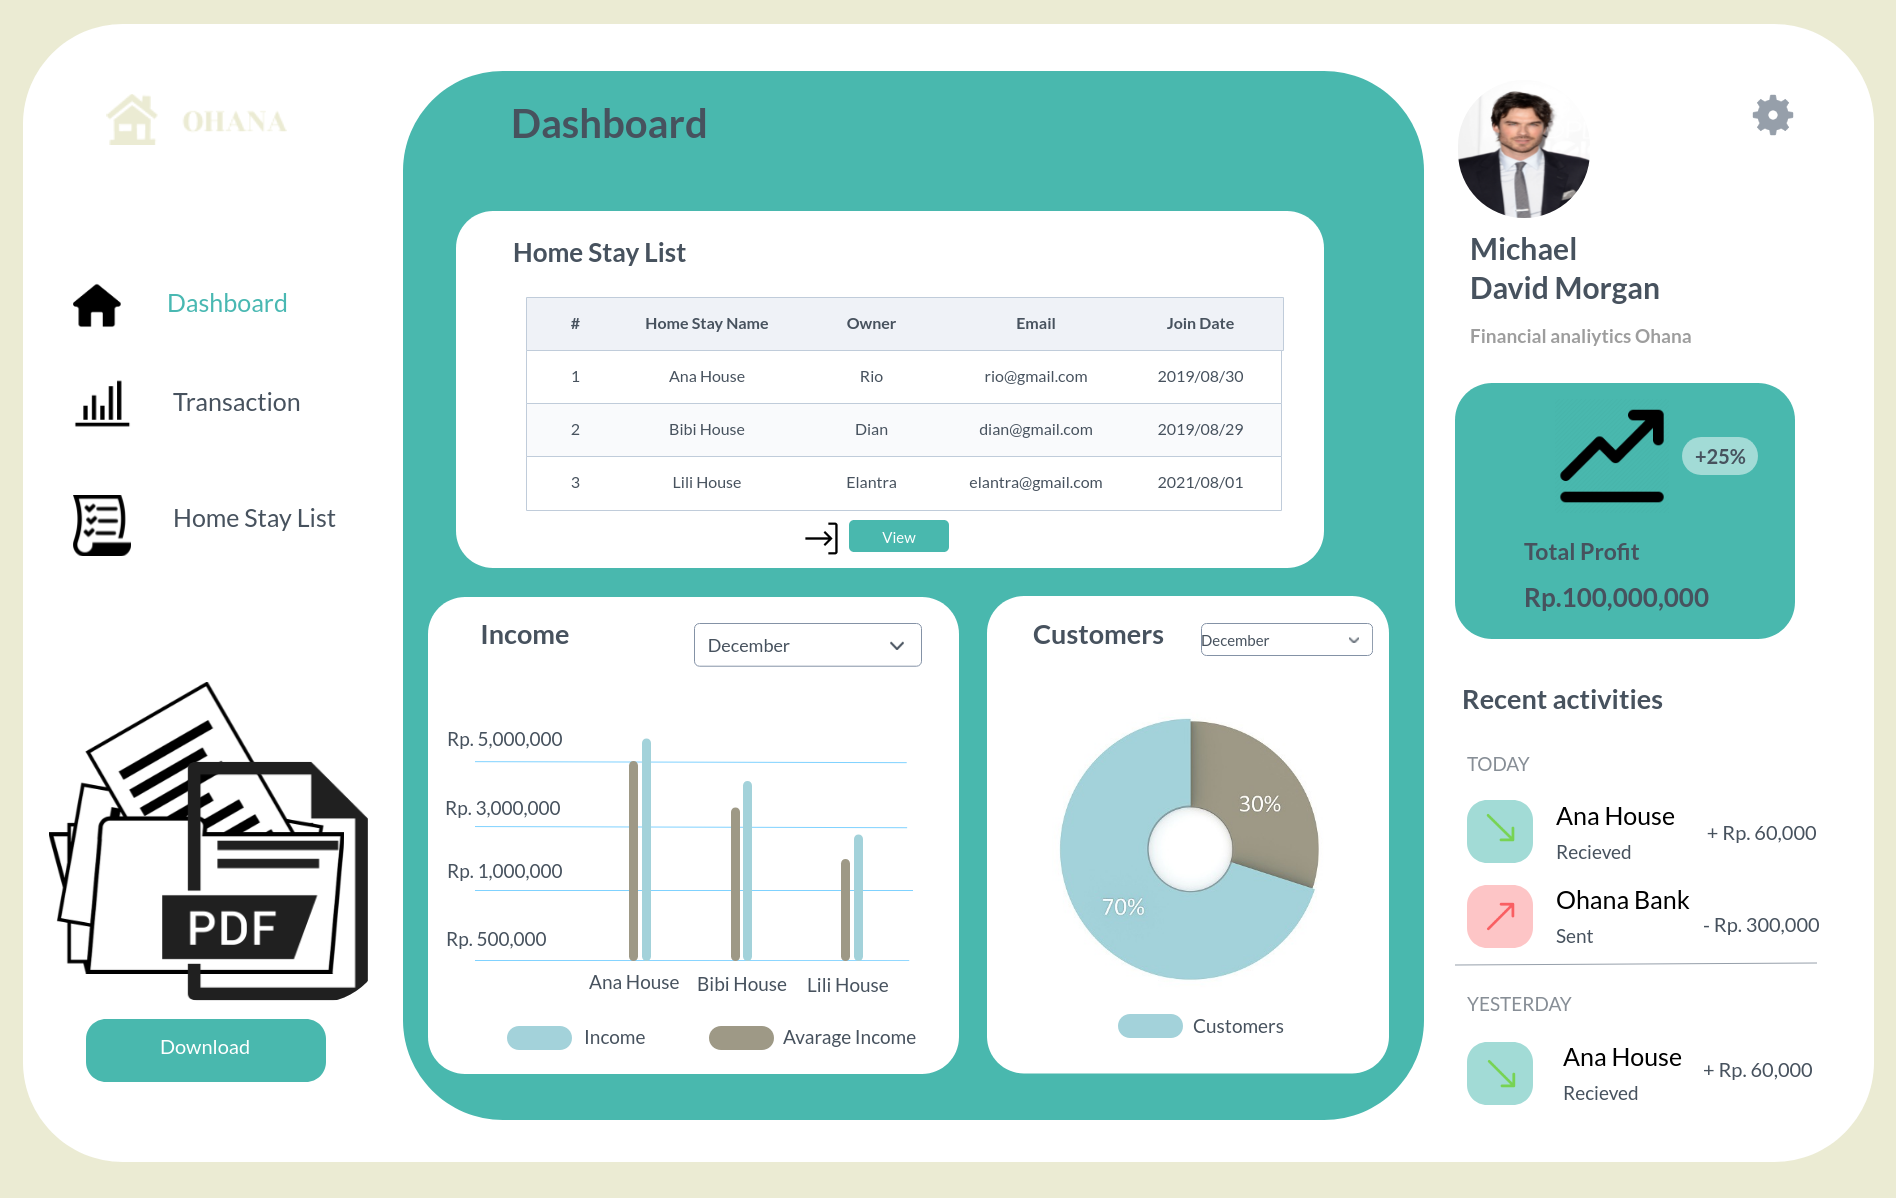 OHANA
Dashboard
Transaction
Home Stay List
PDF
Download
Dashboard
Home Stay List
# Home Stay Name Owner Email Join Date
1 Ana House Rio rio@gmail.com 2019/08/30
2 Bibi House Dian dian@gmail.com 2019/08/29
3 Lili House Elantra elantra@gmail.com 2021/08/01
View
Income
December
Rp. 5,000,000
Rp. 3,000,000
Rp. 1,000,000
Rp. 500,000
Ana House Bibi House Lili House
Income Avarage Income
Customers
December
30%
70%
Customers
Michael
David Morgan
Financial analiytics Ohana
+25%
Total Profit
Rp.100,000,000
Recent activities
TODAY
Ana House
+ Rp. 60,000
Recieved
Ohana Bank
- Rp. 300,000
Sent
YESTERDAY
Ana House
+ Rp. 60,000
Recieved